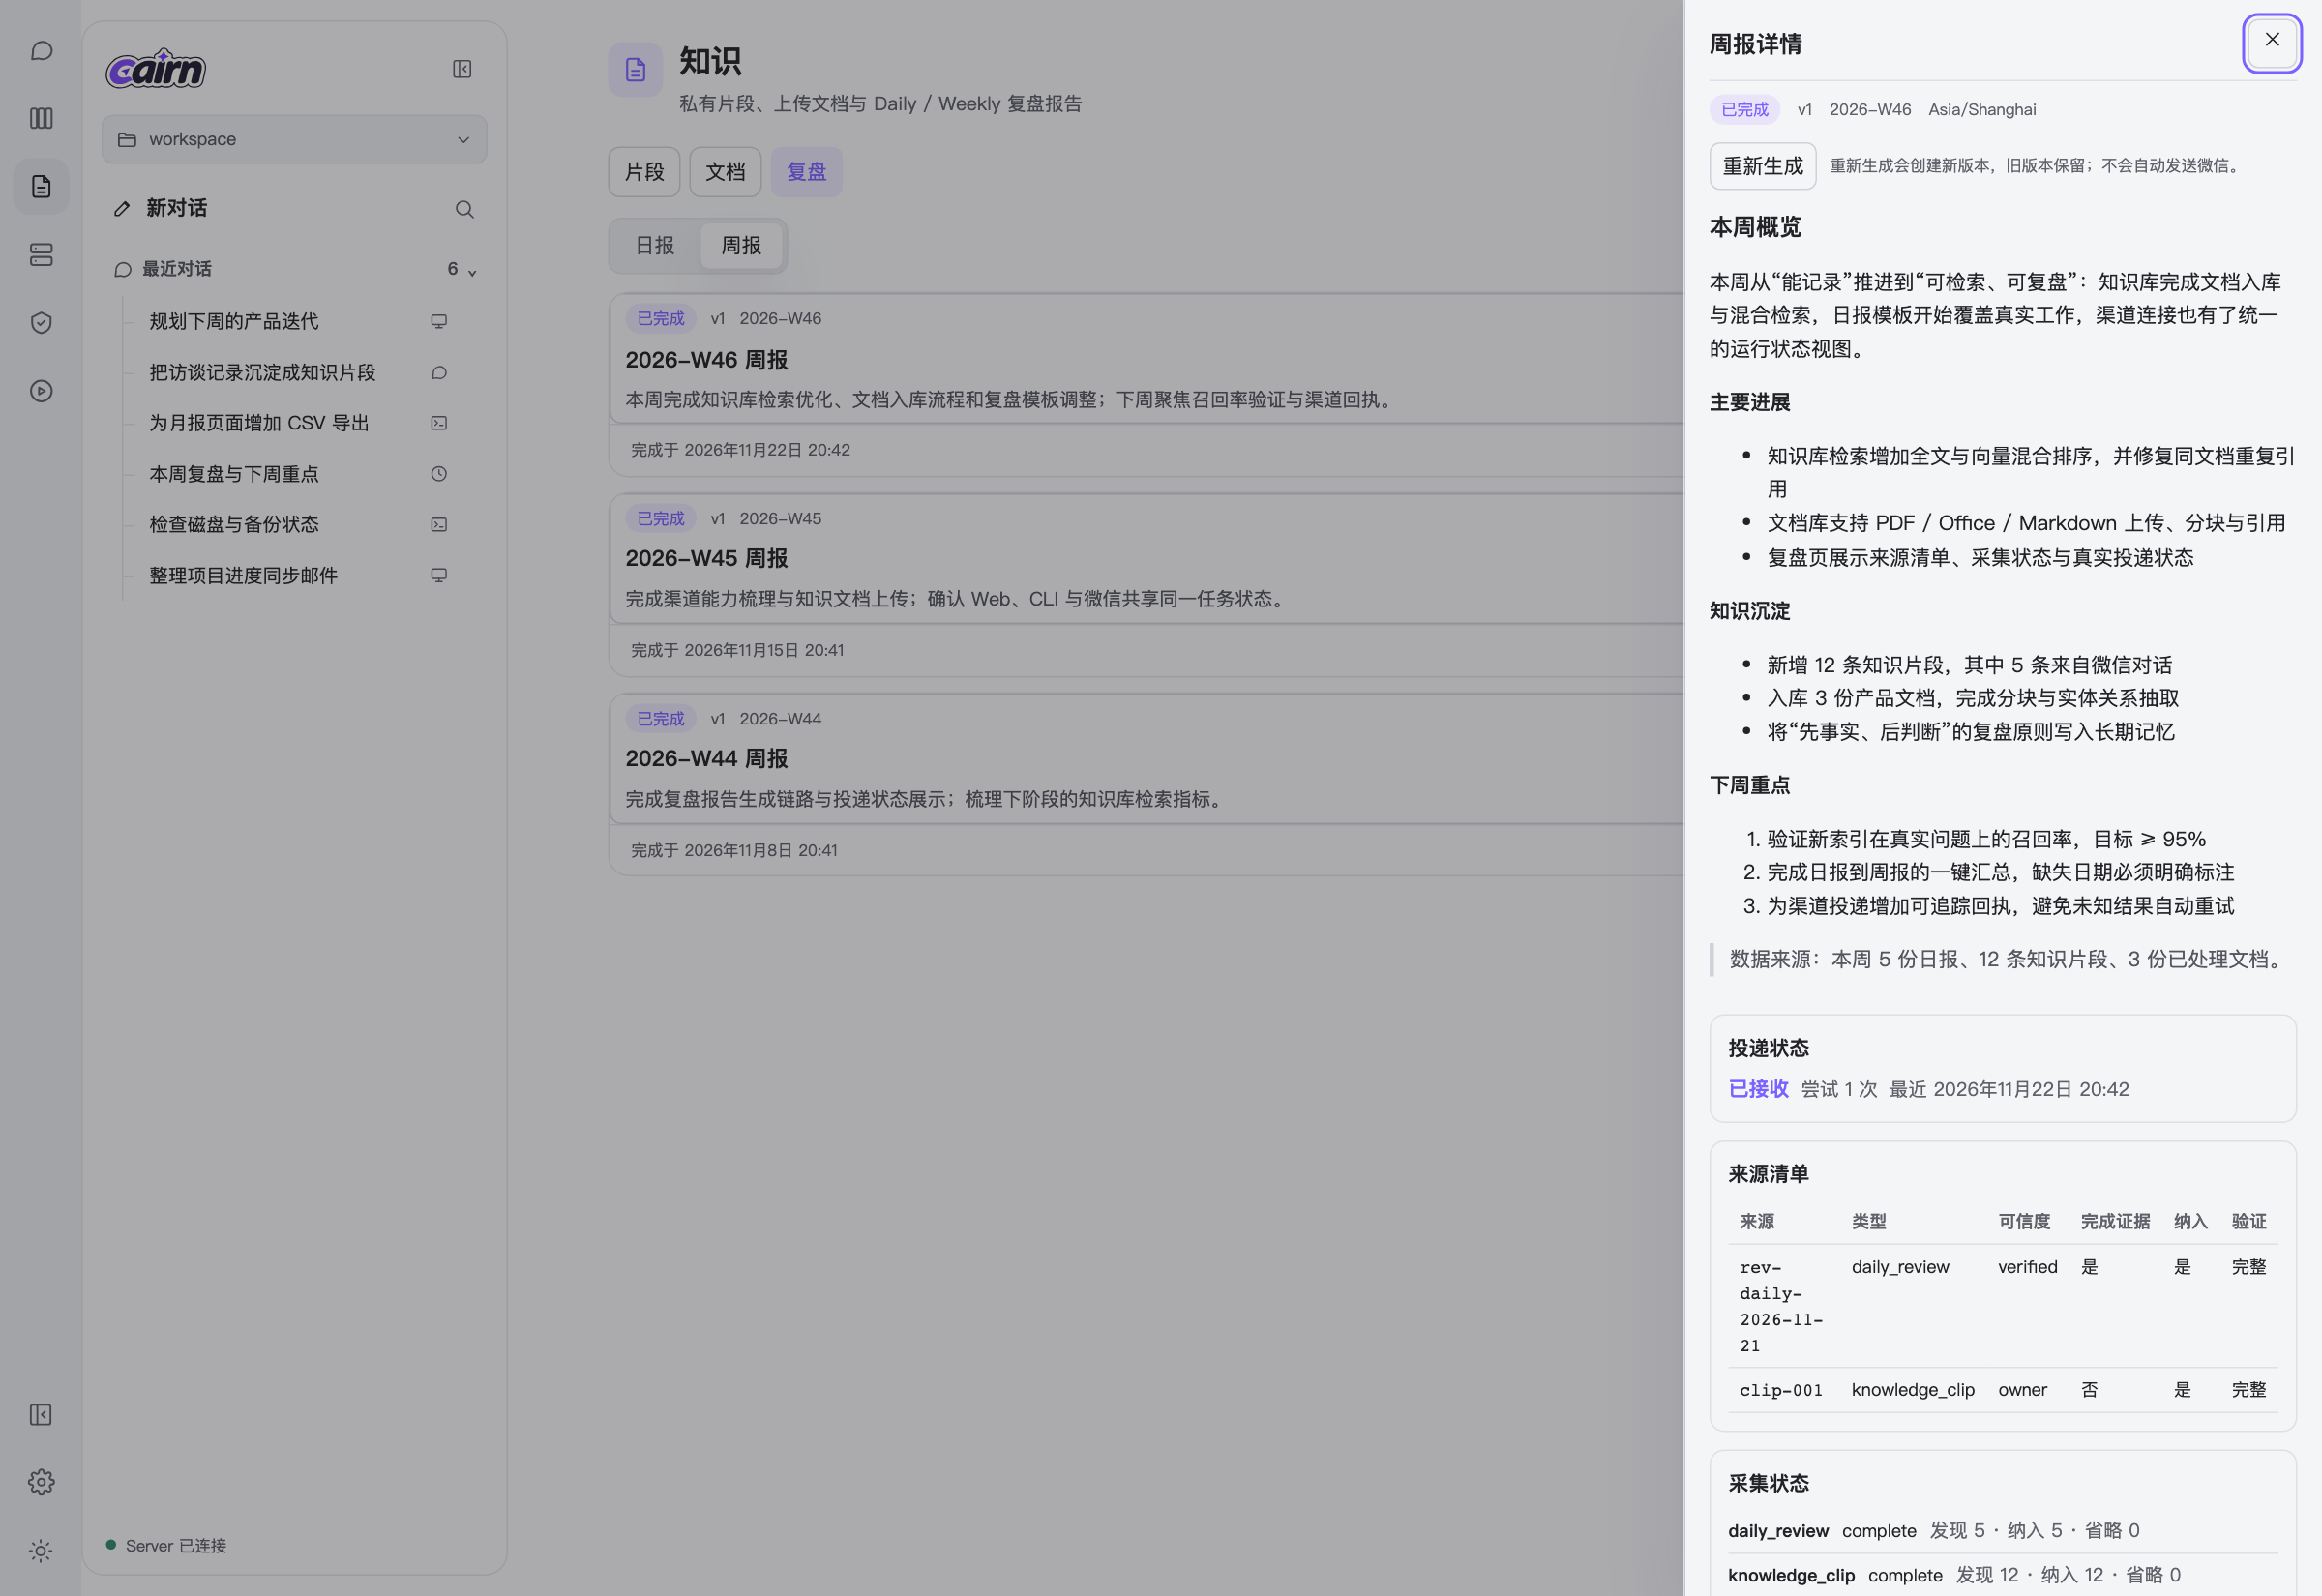 cairn
workspace
新对话
最近对话 6
规划下周的产品迭代
把访谈记录沉淀成知识片段
为月报页面增加 CSV 导出
本周复盘与下周重点
检查磁盘与备份状态
整理项目进度同步邮件
Server 已连接
知识
私有片段、上传文档与 Daily / Weekly 复盘报告
片段 文档 复盘
日报 周报
已完成 v1 2026-W46
2026-W46 周报
本周完成知识库检索优化、文档入库流程和复盘模板调整；下周聚焦召回率验证与渠道回执。
完成于 2026年11月22日 20:42
已完成 v1 2026-W45
2026-W45 周报
完成渠道能力梳理与知识文档上传；确认 Web、CLI 与微信共享同一任务状态。
完成于 2026年11月15日 20:41
已完成 v1 2026-W44
2026-W44 周报
完成复盘报告生成链路与投递状态展示；梳理下阶段的知识库检索指标。
完成于 2026年11月8日 20:41
周报详情
已完成 v1 2026-W46 Asia/Shanghai
重新生成 重新生成会创建新版本，旧版本保留；不会自动发送微信。
本周概览
本周从“能记录”推进到“可检索、可复盘”：知识库完成文档入库
与混合检索，日报模板开始覆盖真实工作，渠道连接也有了统一
的运行状态视图。
主要进展
• 知识库检索增加全文与向量混合排序，并修复同文档重复引
用
• 文档库支持 PDF / Office / Markdown 上传、分块与引用
• 复盘页展示来源清单、采集状态与真实投递状态
知识沉淀
• 新增 12 条知识片段，其中 5 条来自微信对话
• 入库 3 份产品文档，完成分块与实体关系抽取
• 将“先事实、后判断”的复盘原则写入长期记忆
下周重点
1. 验证新索引在真实问题上的召回率，目标 ≥ 95%
2. 完成日报到周报的一键汇总，缺失日期必须明确标注
3. 为渠道投递增加可追踪回执，避免未知结果自动重试
数据来源：本周 5 份日报、12 条知识片段、3 份已处理文档。
投递状态
已接收 尝试 1 次 最近 2026年11月22日 20:42
来源清单
来源 类型 可信度 完成证据 纳入 验证
rev- daily_review verified 是 是 完整
daily-
2026-11-
21
clip-001 knowledge_clip owner 否 是 完整
采集状态
daily_review complete 发现 5 · 纳入 5 · 省略 0
knowledge_clip complete 发现 12 · 纳入 12 · 省略 0